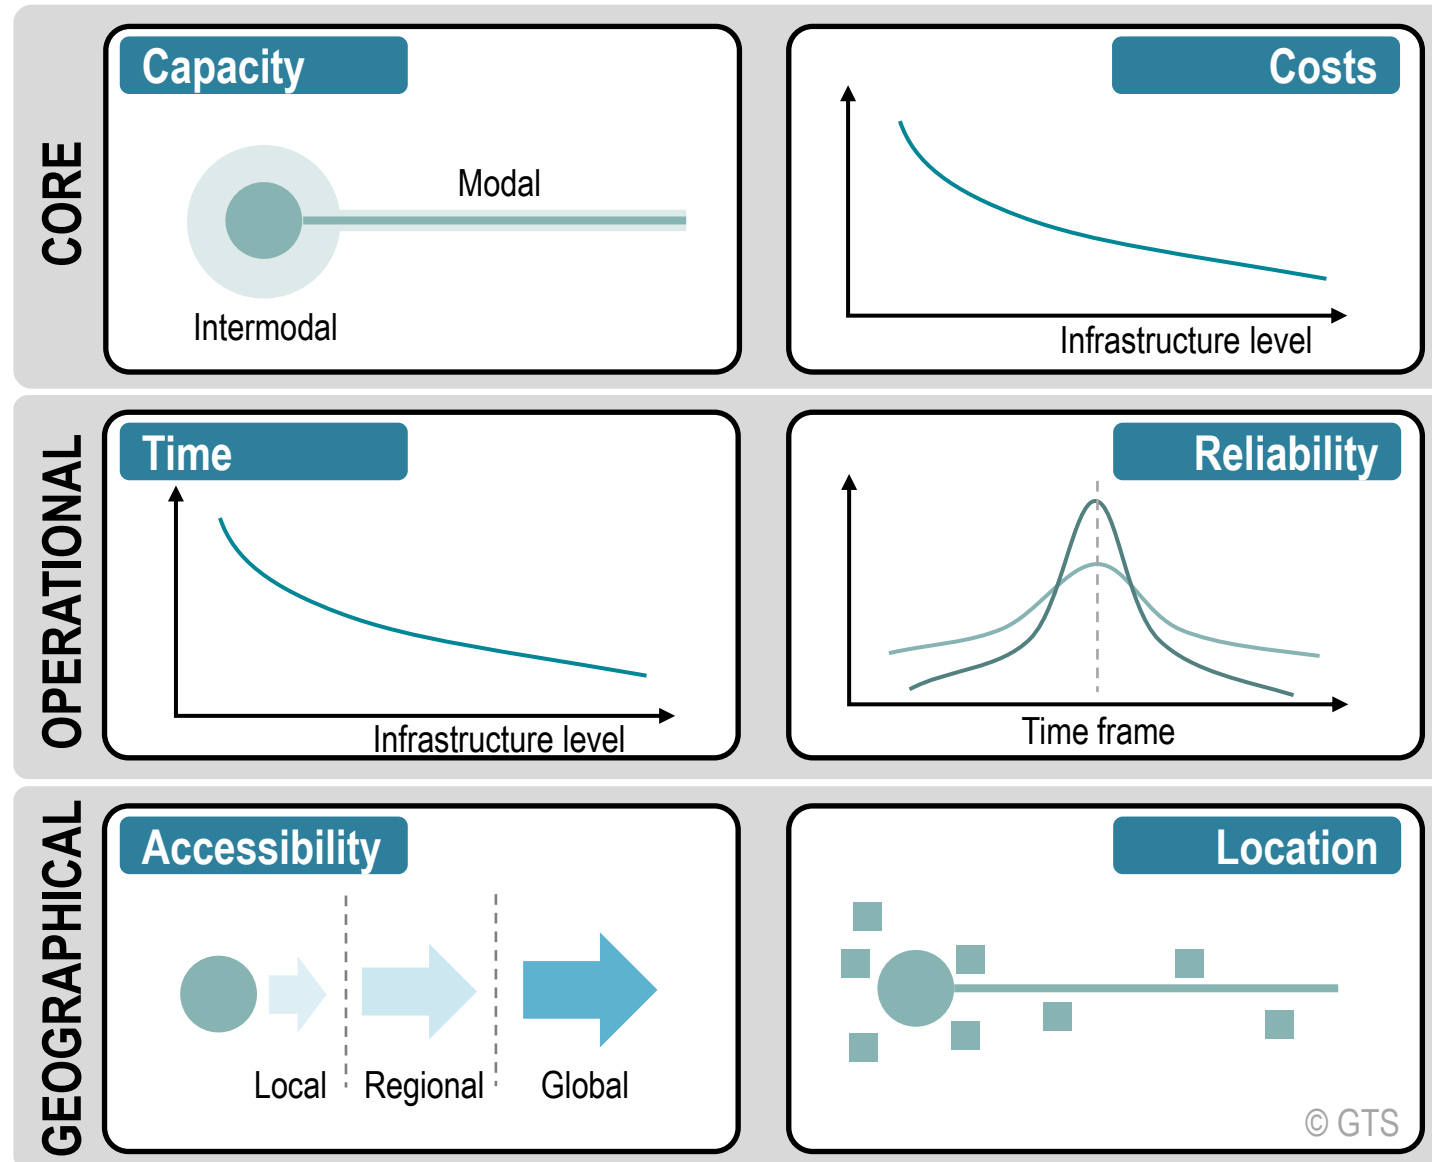 CORE
Capacity
Modal
Intermodal
Costs
Infrastructure level
OPERATIONAL
Time
Infrastructure level
Reliability
Time frame
GEOGRAPHICAL
Accessibility
Local
Regional
Global
Location
© GTS